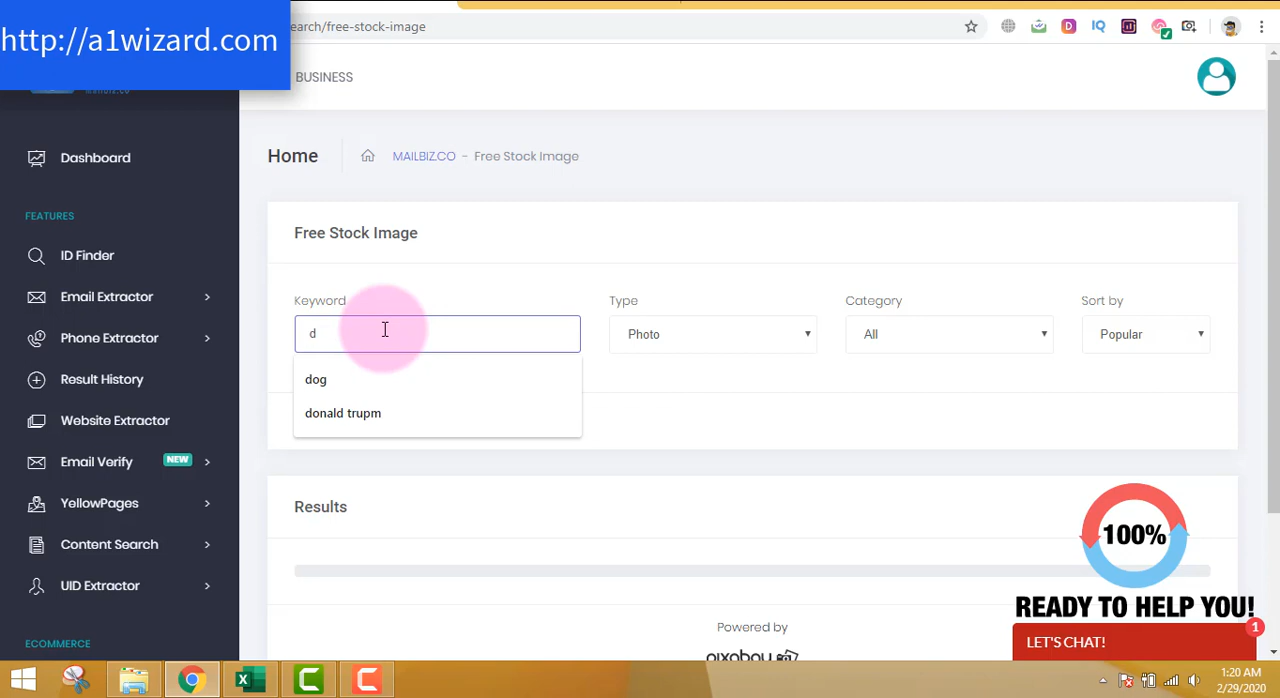 http://a1wizard.com
earch/free-stock-image
BUSINESS
Dashboard
FEATURES
ID Finder
Email Extractor
Phone Extractor
Result History
Website Extractor
Email Verify
NEW
YellowPages
Content Search
UID Extractor
ECOMMERCE
Home
MAILBIZ.CO - Free Stock Image
Free Stock Image
Keyword
Type
Category
Sort by
d
Photo
All
Popular
dog
donald trupm
Results
Powered by
pixabay
100%
READY TO HELP YOU!
LET'S CHAT!
1
1:20 AM
2/29/2020